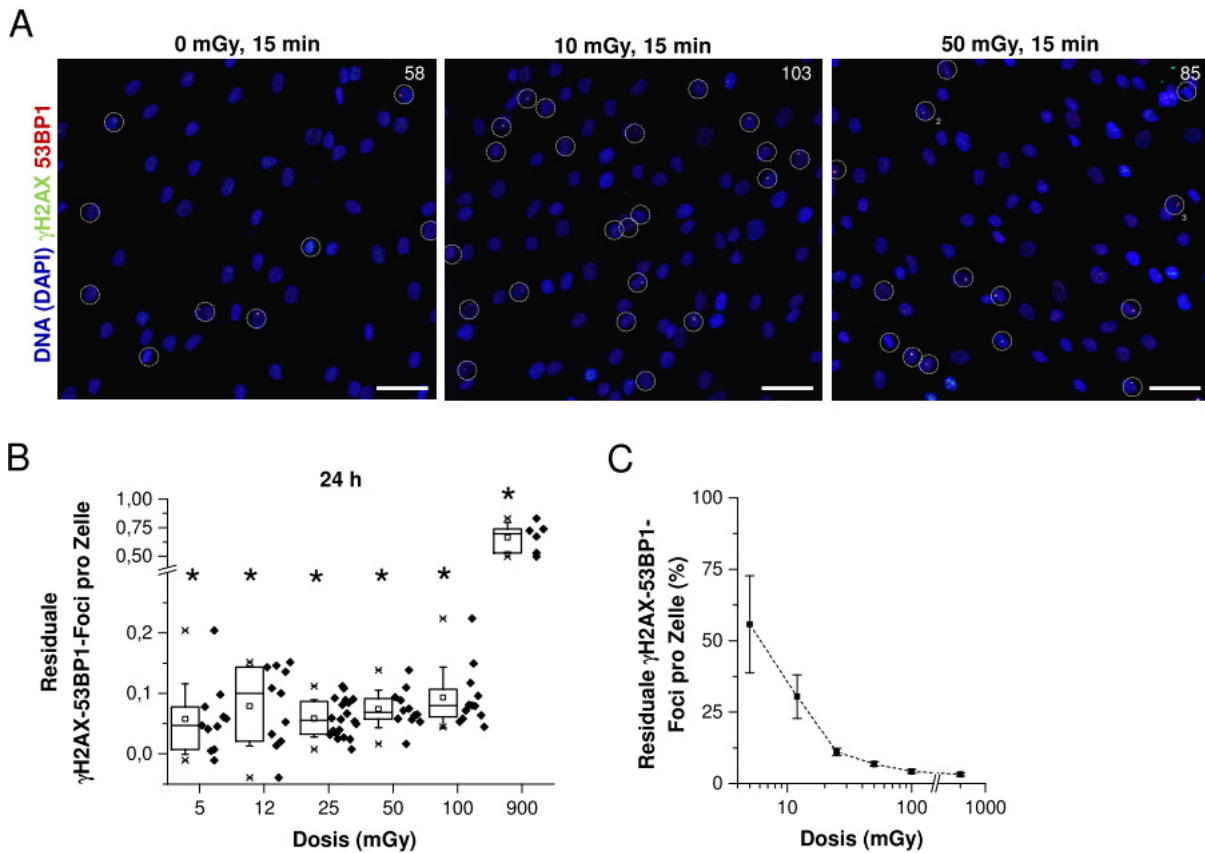 A
0 mGy, 15 min
10 mGy, 15 min
50 mGy, 15 min
DNA (DAPI) γH2AX 53BP1
58
103
85
2
3
B
24 h
Residuale
γH2AX-53BP1-Foci pro Zelle
1,00
0,75
0,50
0,2
0,1
0,0
* * * * * *
5 12 25 50 100 900
Dosis (mGy)
C
Residuale γH2AX-53BP1-
Foci pro Zelle (%)
100
75
50
25
0
10 100 1000
Dosis (mGy)